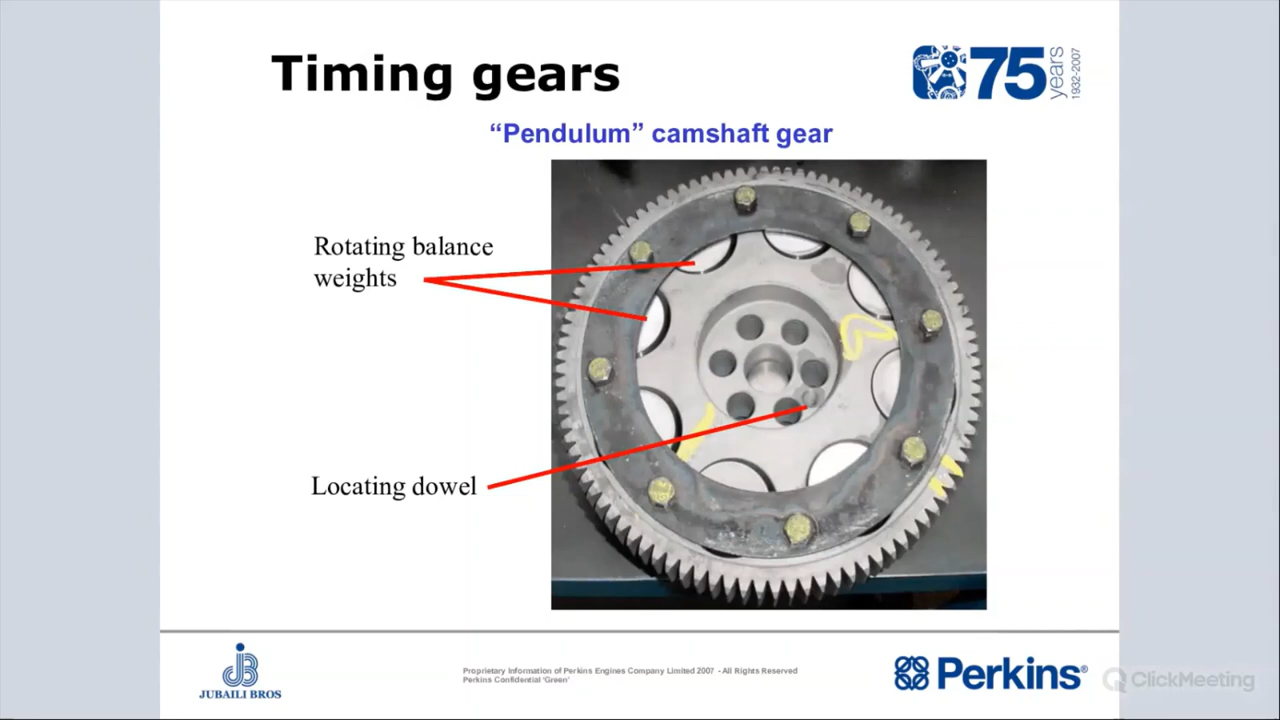 Timing gears
75
years
1932-2007
“Pendulum” camshaft gear
Rotating balance
weights
Locating dowel
JB
JUBAILI BROS
Proprietary Information of Perkins Engines Company Limited 2007 - All Rights Reserved
Perkins Confidential ‘Green’
Perkins®
ClickMeeting